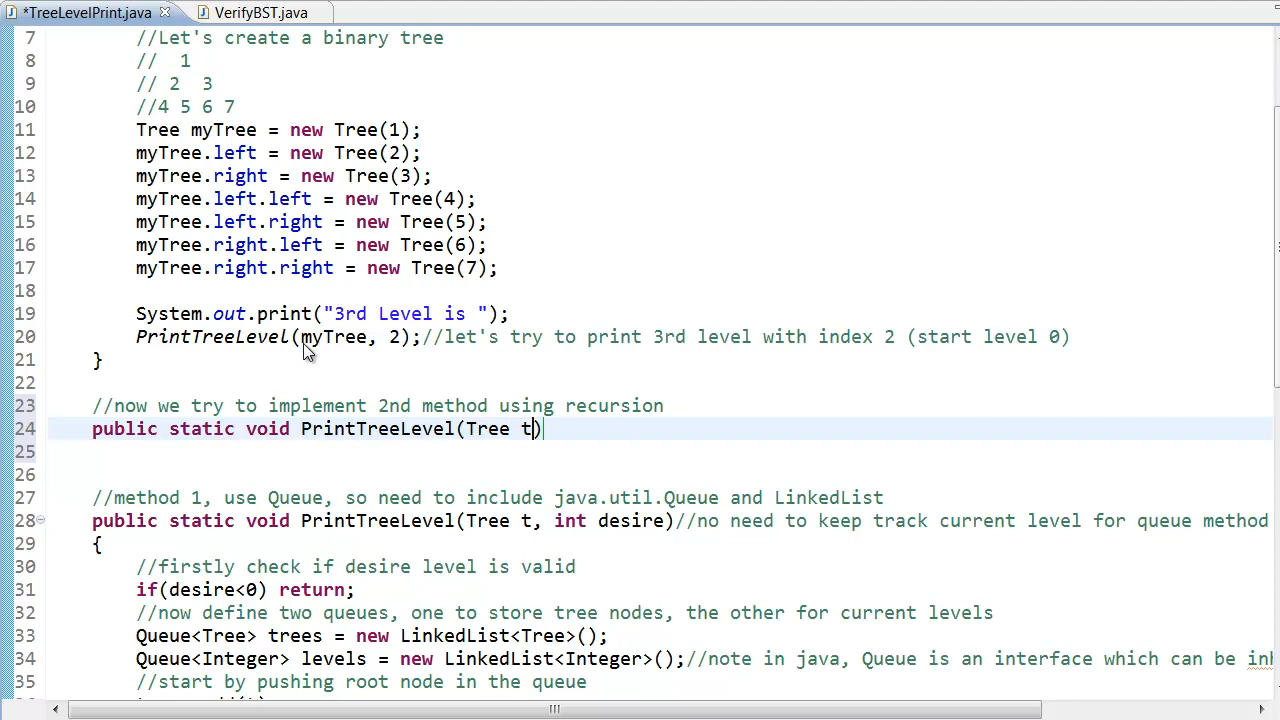 *TreeLevelPrint.java VerifyBST.java
7 //Let's create a binary tree
8 // 1
9 // 2 3
10 //4 5 6 7
11 Tree myTree = new Tree(1);
12 myTree.left = new Tree(2);
13 myTree.right = new Tree(3);
14 myTree.left.left = new Tree(4);
15 myTree.left.right = new Tree(5);
16 myTree.right.left = new Tree(6);
17 myTree.right.right = new Tree(7);
18
19 System.out.print("3rd Level is ");
20 PrintTreeLevel(myTree, 2);//let's try to print 3rd level with index 2 (start level 0)
21 }
22
23 //now we try to implement 2nd method using recursion
24 public static void PrintTreeLevel(Tree t)
25
26
27 //method 1, use Queue, so need to include java.util.Queue and LinkedList
28 public static void PrintTreeLevel(Tree t, int desire)//no need to keep track current level for queue method
29 {
30 //firstly check if desire level is valid
31 if(desire<0) return;
32 //now define two queues, one to store tree nodes, the other for current levels
33 Queue<Tree> trees = new LinkedList<Tree>();
34 Queue<Integer> levels = new LinkedList<Integer>();//note in java, Queue is an interface which can be inh
35 //start by pushing root node in the queue